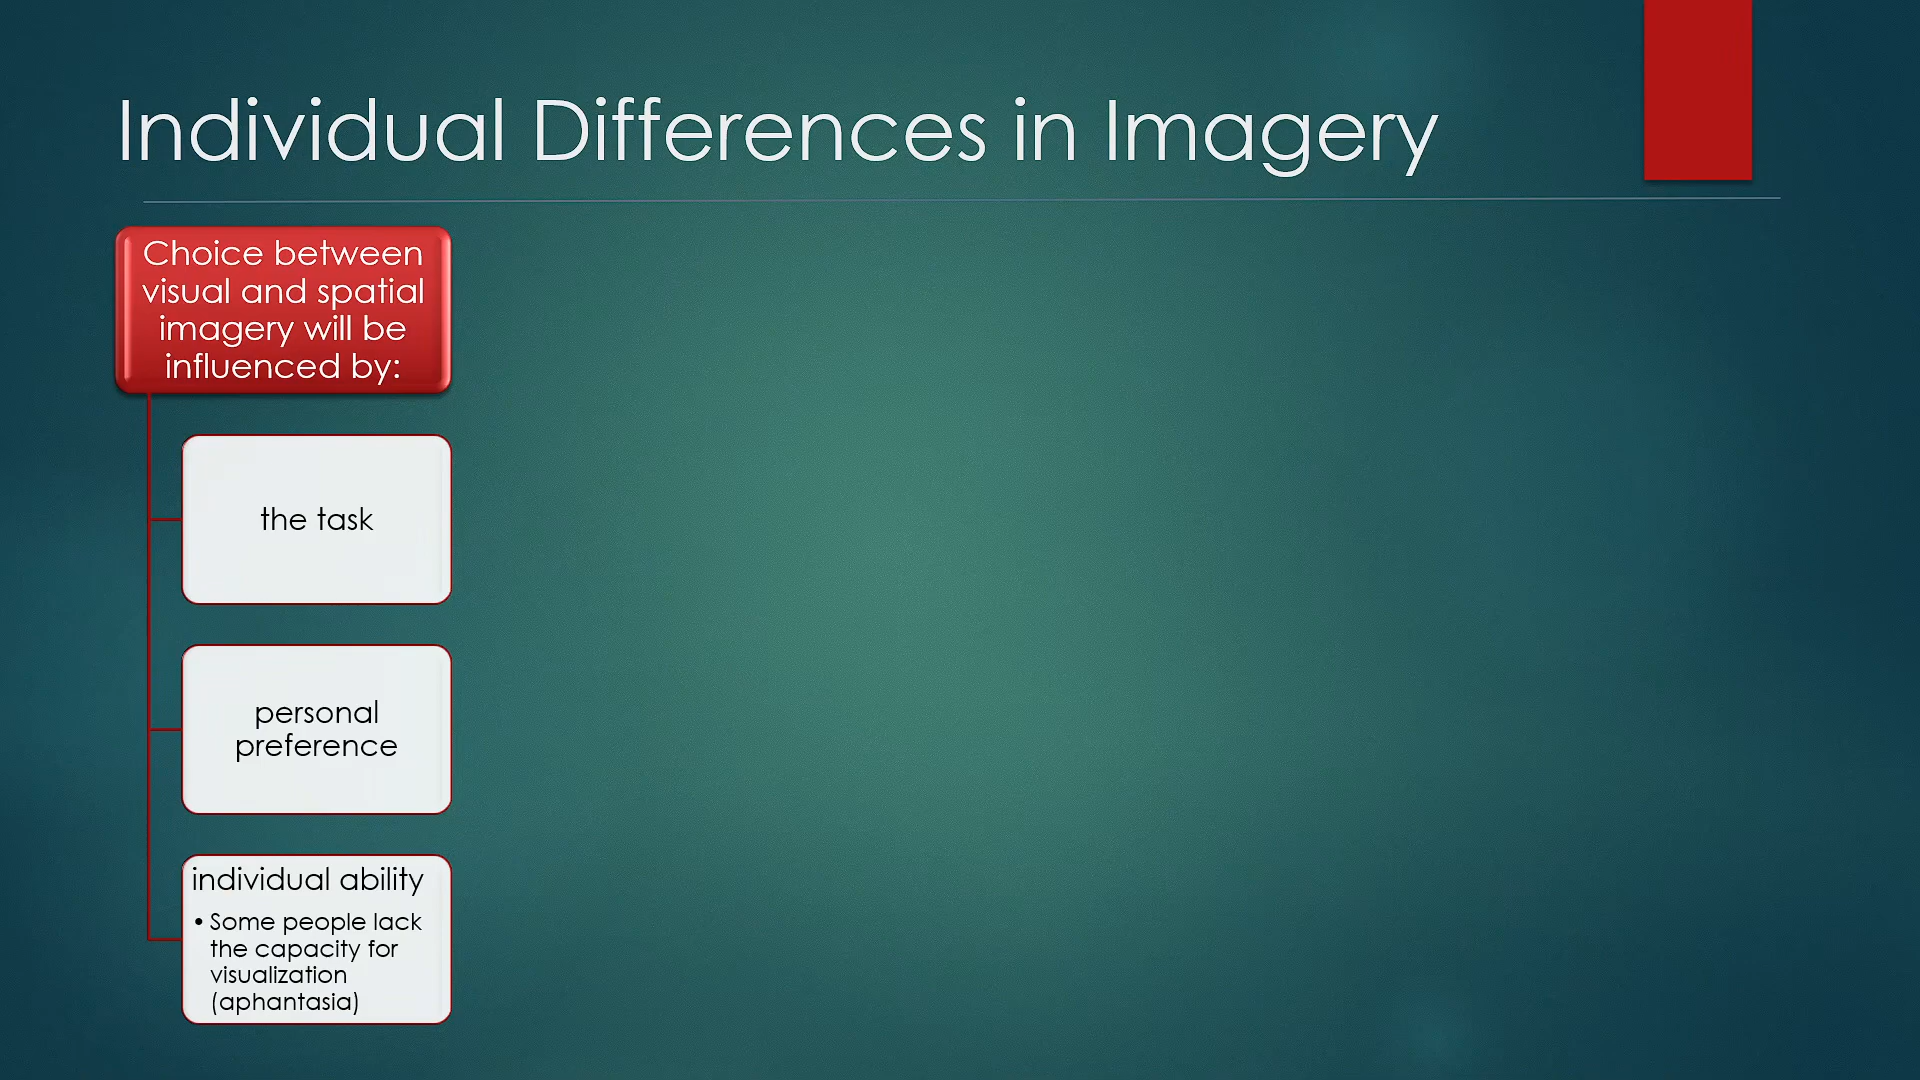 Individual Differences in Imagery
Choice between
visual and spatial
imagery will be
influenced by:
the task
personal
preference
individual ability
• Some people lack
the capacity for
visualization
(aphantasia)